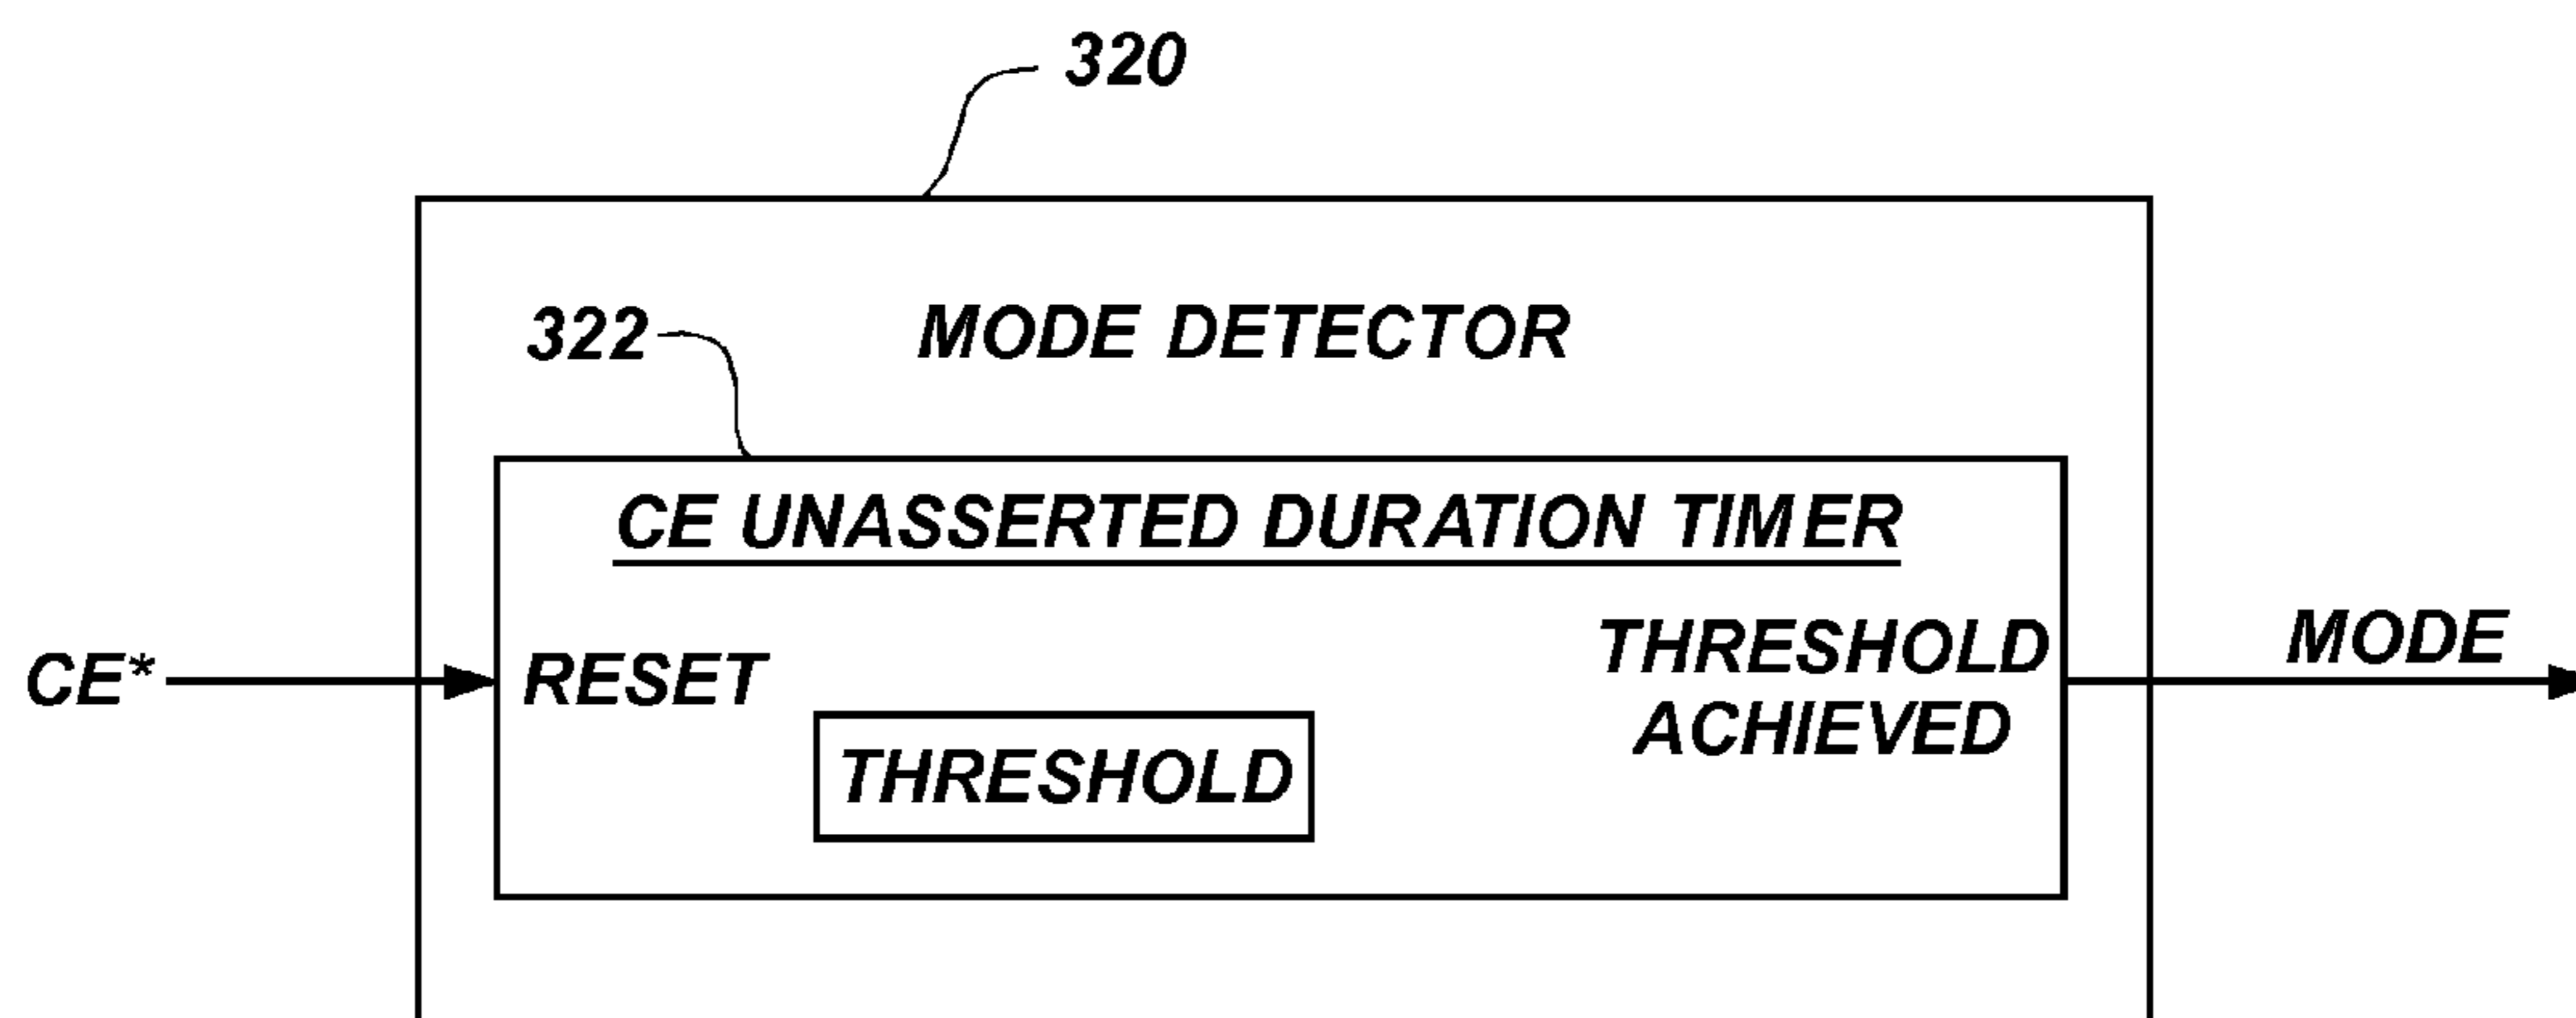 320
MODE DETECTOR
322
CE UNASSERTED DURATION TIMER
CE*
RESET
THRESHOLD
ACHIEVED
MODE
THRESHOLD